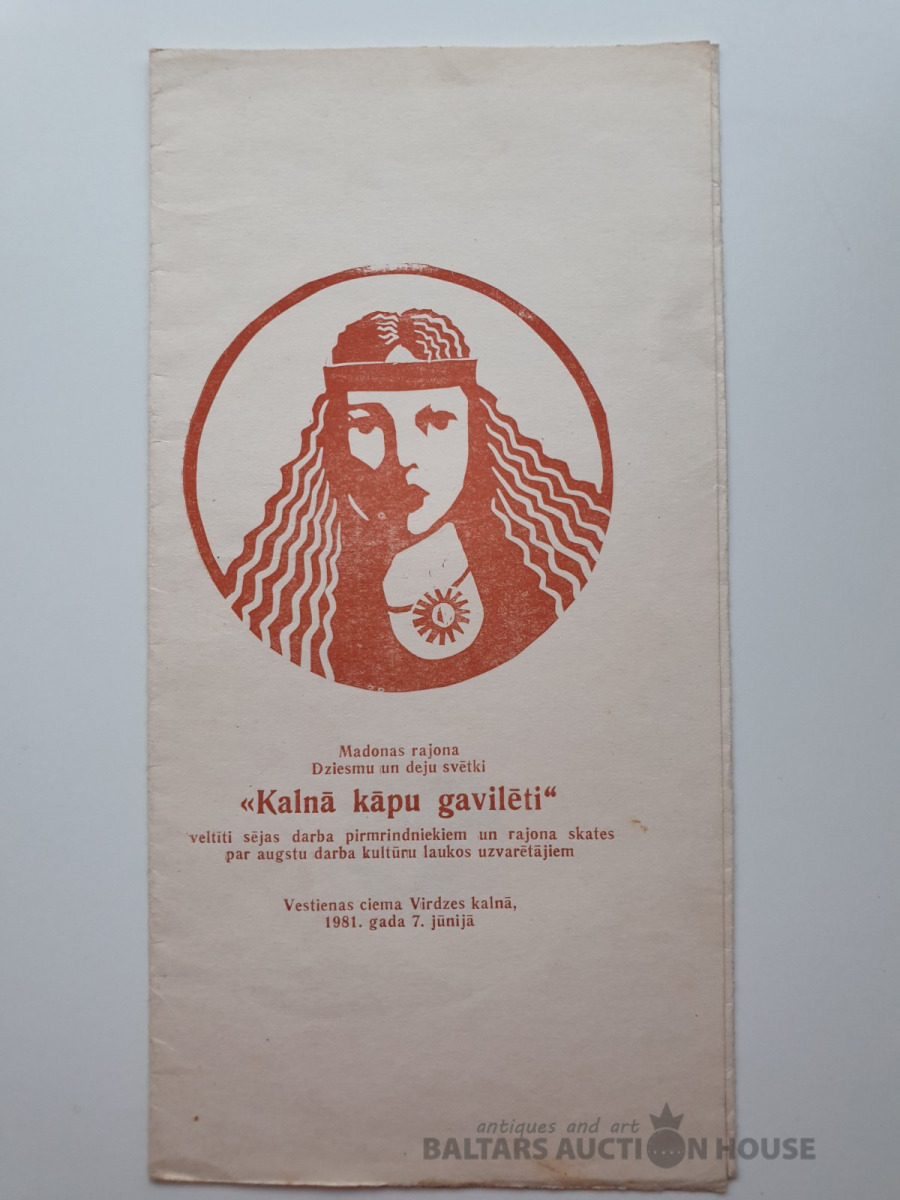 Madonas rajona
Dziesmu un deju svētki
«Kalnā kāpu gavilēti“
veltīti sējas darba pirmrindniekiem un rajona skates
par augstu darba kultūru laukos uzvarētājiem
Vestienas ciema Virdzes kalnā,
1981. gada 7. jūnijā
antiques and art
BALTARS AUCTION HOUSE